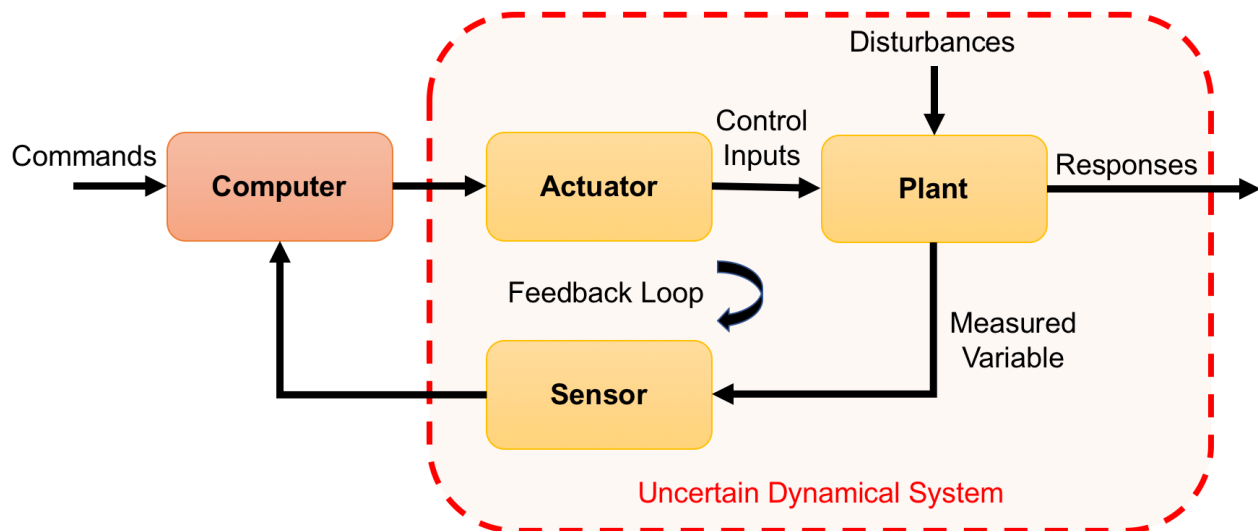 Disturbances
Commands
Computer
Actuator
Control
Inputs
Plant
Responses
Feedback Loop
Measured
Variable
Sensor
Uncertain Dynamical System